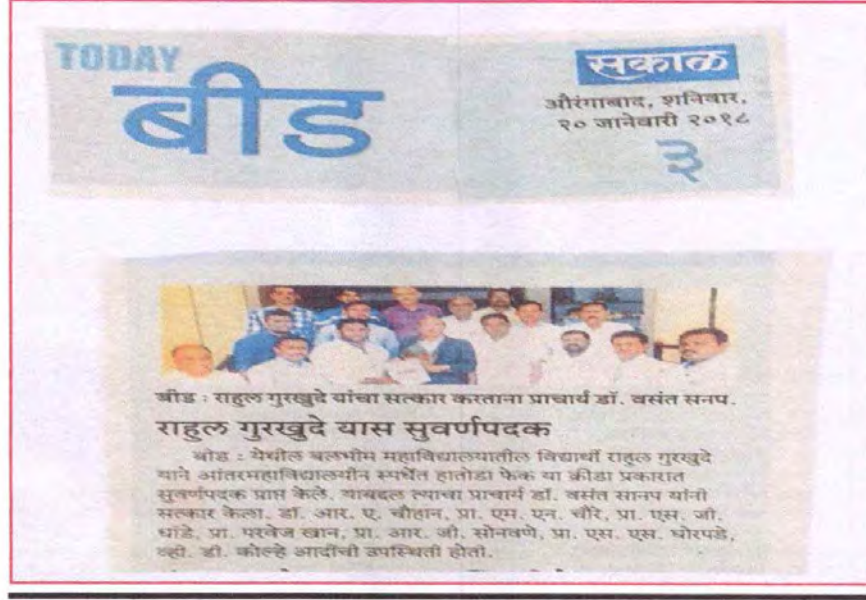 TODAY
बीड
सकाळ
औरंगाबाद, शनिवार,
२० जानेवारी २०१८
३
बीड : राहुल गुरखुदे यांचा सत्कार करताना प्राचार्य डॉ. वसंत सनप.
राहुल गुरखुदे यास सुवर्णपदक
बीड : येथील बलभीम महाविद्यालयातील विद्यार्थी राहुल गुरखुदे
याने आंतरमहाविद्यालयीन स्पर्धेत हातोडा फेक या क्रीडा प्रकारात
सुवर्णपदक प्राप्त केले. याबद्दल त्याचा प्राचार्य डॉ. वसंत सानप यांनी
सत्कार केला. डॉ. आर. ए. चौहान, प्रा. एम. एन. चौरे, प्रा. एस. जी.
धांडे, प्रा. परवेज खान, प्रा. आर. जी. सोनवणे, प्रा. एस. एस. घोरपडे,
व्ही. डी. कोल्हे आदींची उपस्थिती होती.